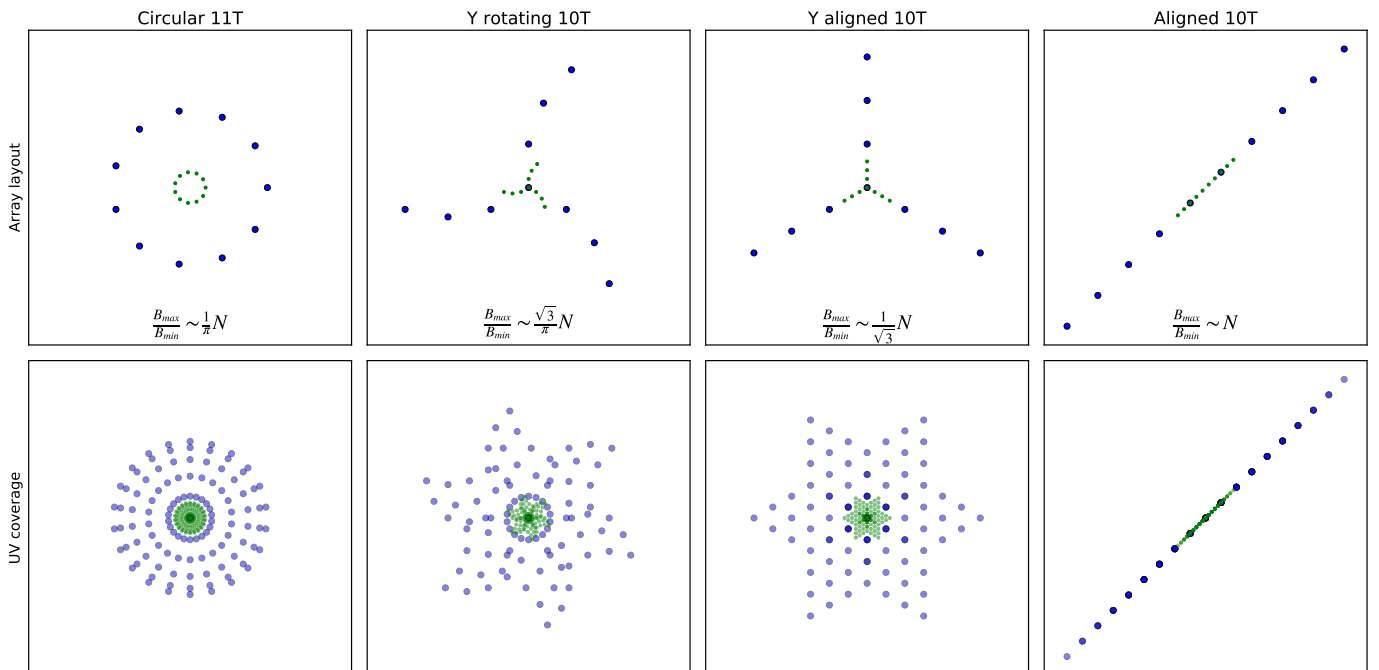 Circular 11T
Y rotating 10T
Y aligned 10T
Aligned 10T
Array layout
B_max/B_min ~ 1/π N
B_max/B_min ~ √3/π N
B_max/B_min ~ 1/√3 N
B_max/B_min ~ N
UV coverage